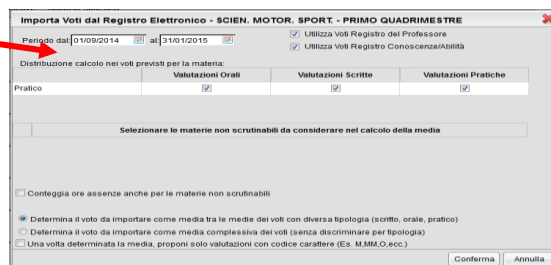 Importa Voti dal Registro Elettronico - SCIEN. MOTOR. SPORT. - PRIMO QUADRIMESTRE
Periodo dal: 01/09/2014 al: 31/01/2015 Utilizza Voti Registro del Professore
Utilizza Voti Registro Conoscenze/Abilità
Distribuzione calcolo nei voti previsti per la materia:
Valutazioni Orali Valutazioni Scritte Valutazioni Pratiche
Pratico
Selezionare le materie non scrutinabili da considerare nel calcolo della media
Conteggia ore assenze anche per le materie non scrutinabili
Determina il voto da importare come media tra le medie dei voti con diversa tipologia (scritto, orale, pratico)
Determina il voto da importare come media complessiva dei voti (senza discriminare per tipologia)
Una volta determinata la media, proponi solo valutazioni con codice carattere (Es. M,MM,O,ecc.)
Conferma Annulla